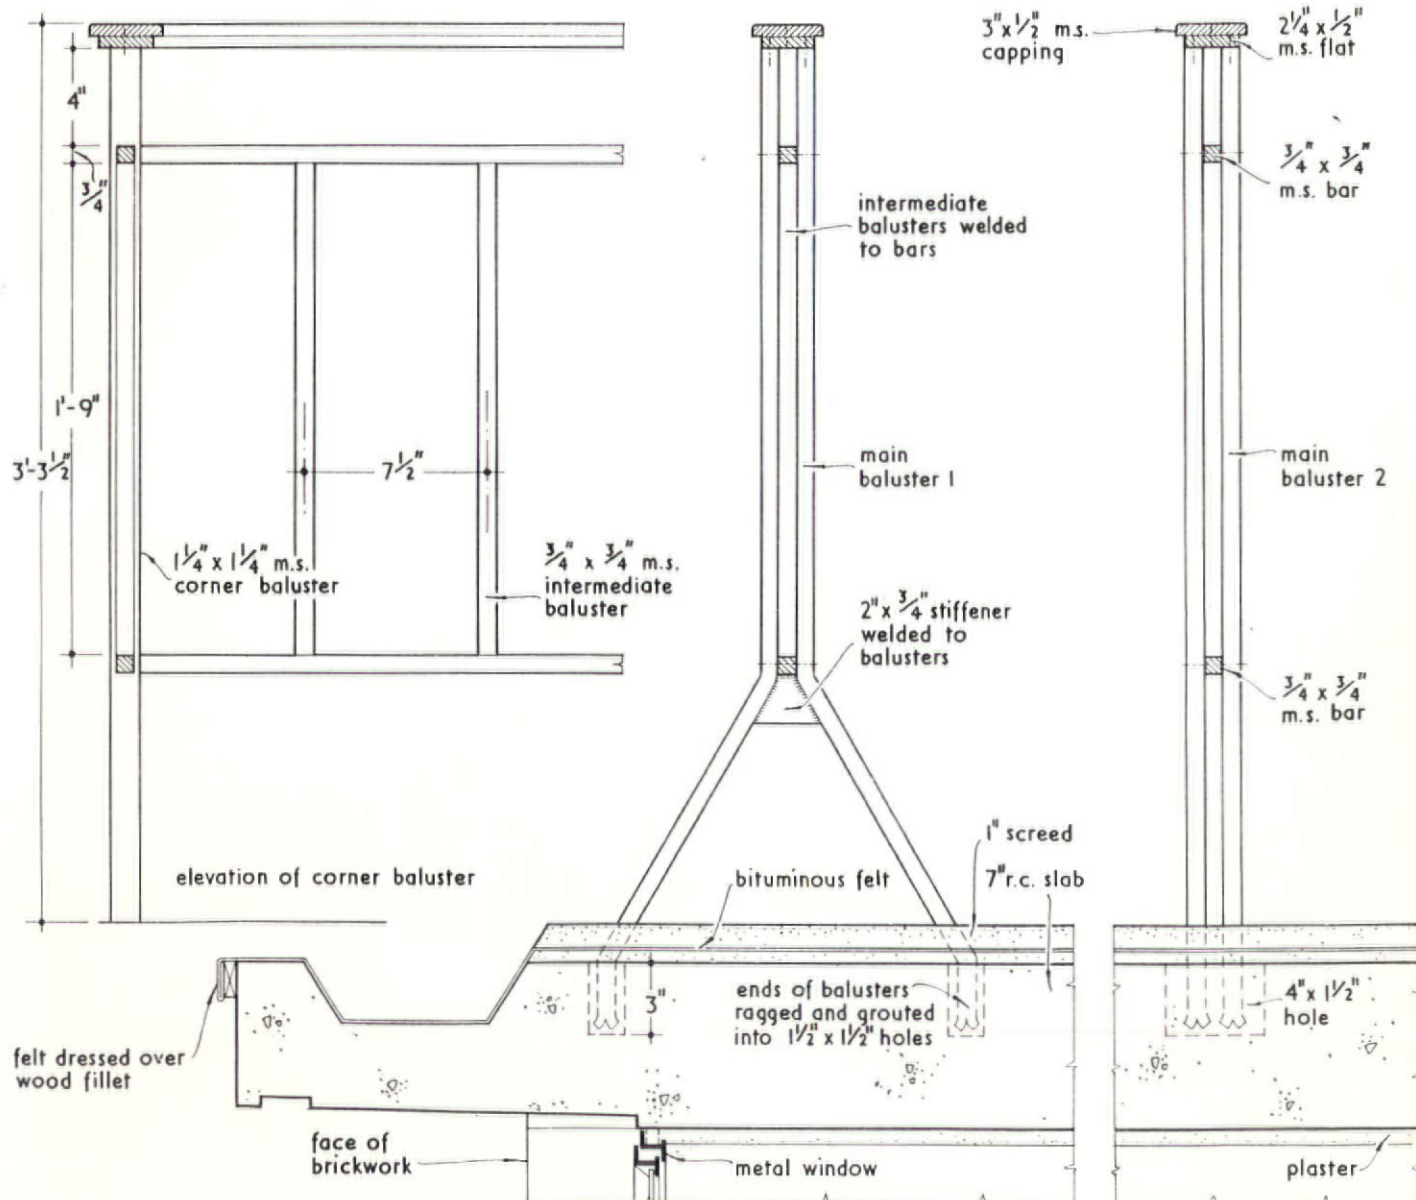 3"x 1/2" m.s.
capping
2 1/4" x 1/2"
m.s. flat
4"
3/4"
3/4" x 3/4"
m.s. bar
intermediate
balusters welded
to bars
1'-9"
3'-3 1/2"
7 1/2"
main
baluster 1
main
baluster 2
1 1/4" x 1 1/4" m.s.
corner baluster
3/4" x 3/4" m.s.
intermediate
baluster
2" x 3/4" stiffener
welded to
balusters
3/4" x 3/4"
m.s. bar
elevation of corner baluster
1" screed
bituminous felt
7" r.c. slab
3"
ends of balusters
ragged and grouted
into 1 1/2" x 1 1/2" holes
4" x 1 1/2"
hole
felt dressed over
wood fillet
face of
brickwork
metal window
plaster